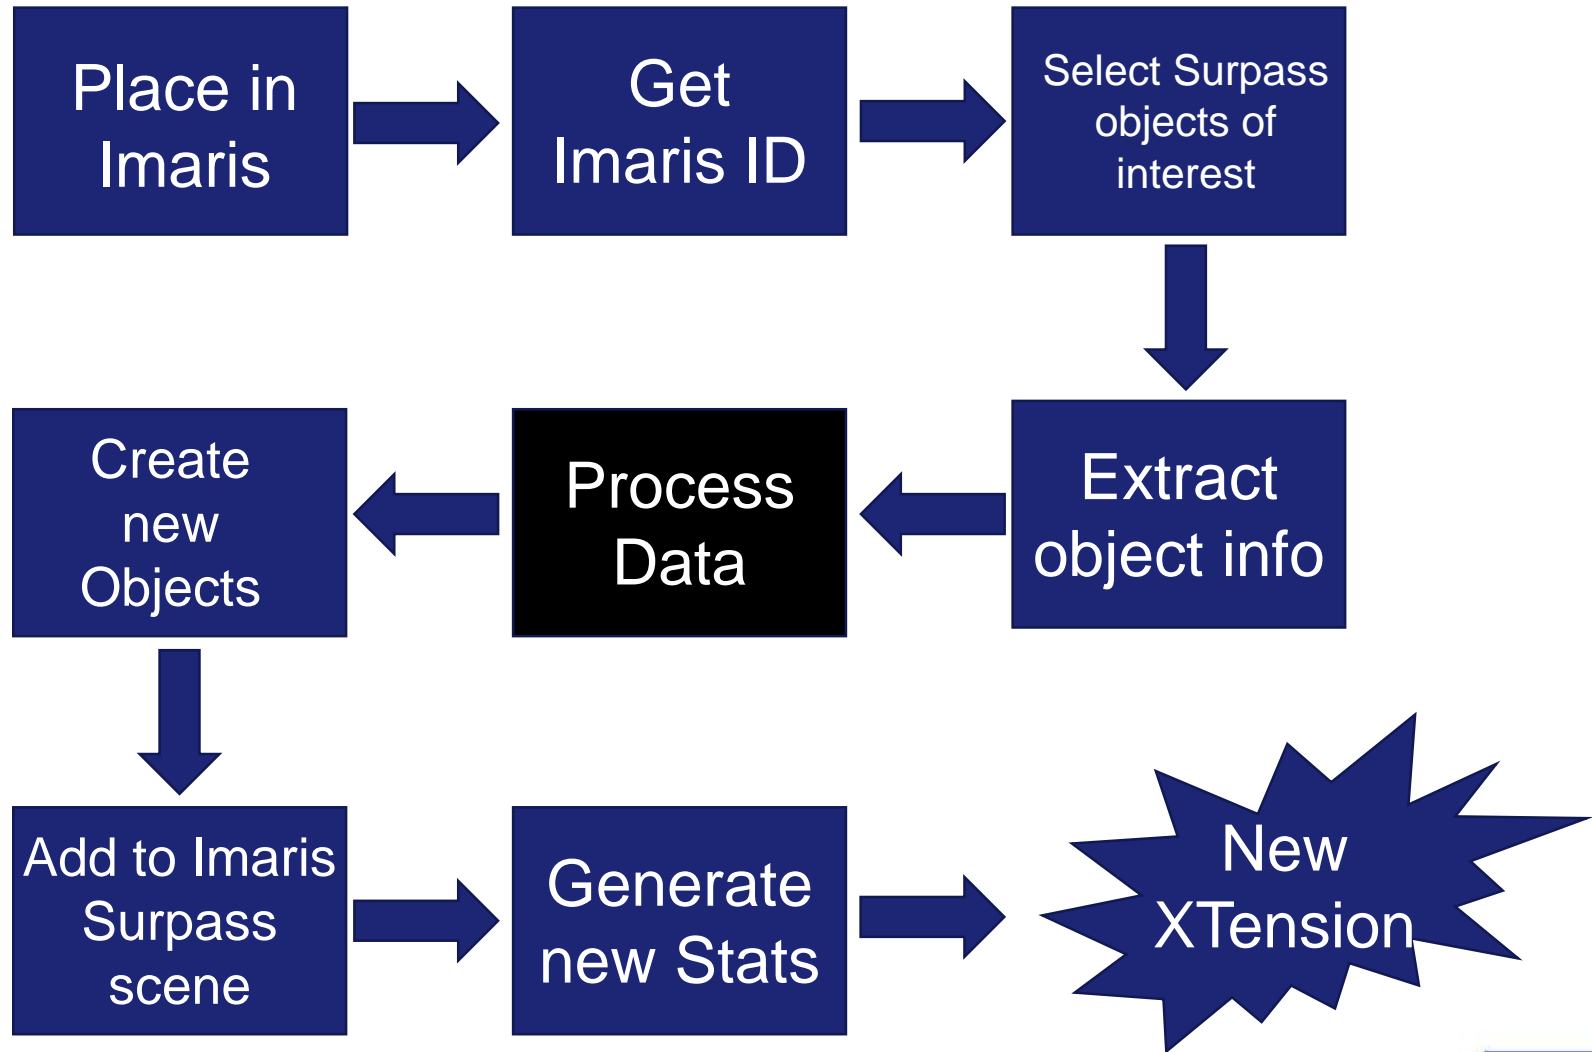 Place in
Imaris
Get
Imaris ID
Select Surpass
objects of
interest
Extract
object info
Process
Data
Create
new
Objects
Add to Imaris
Surpass
scene
Generate
new Stats
New
XTension